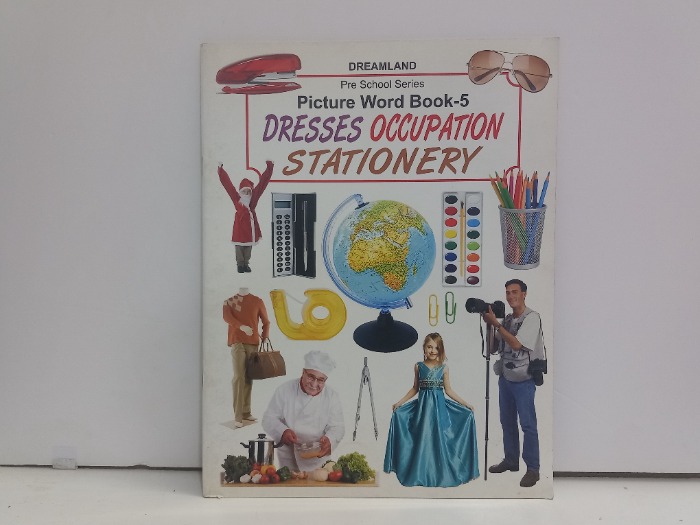 DREAMLAND
Pre School Series
Picture Word Book-5
DRESSES OCCUPATION
STATIONERY